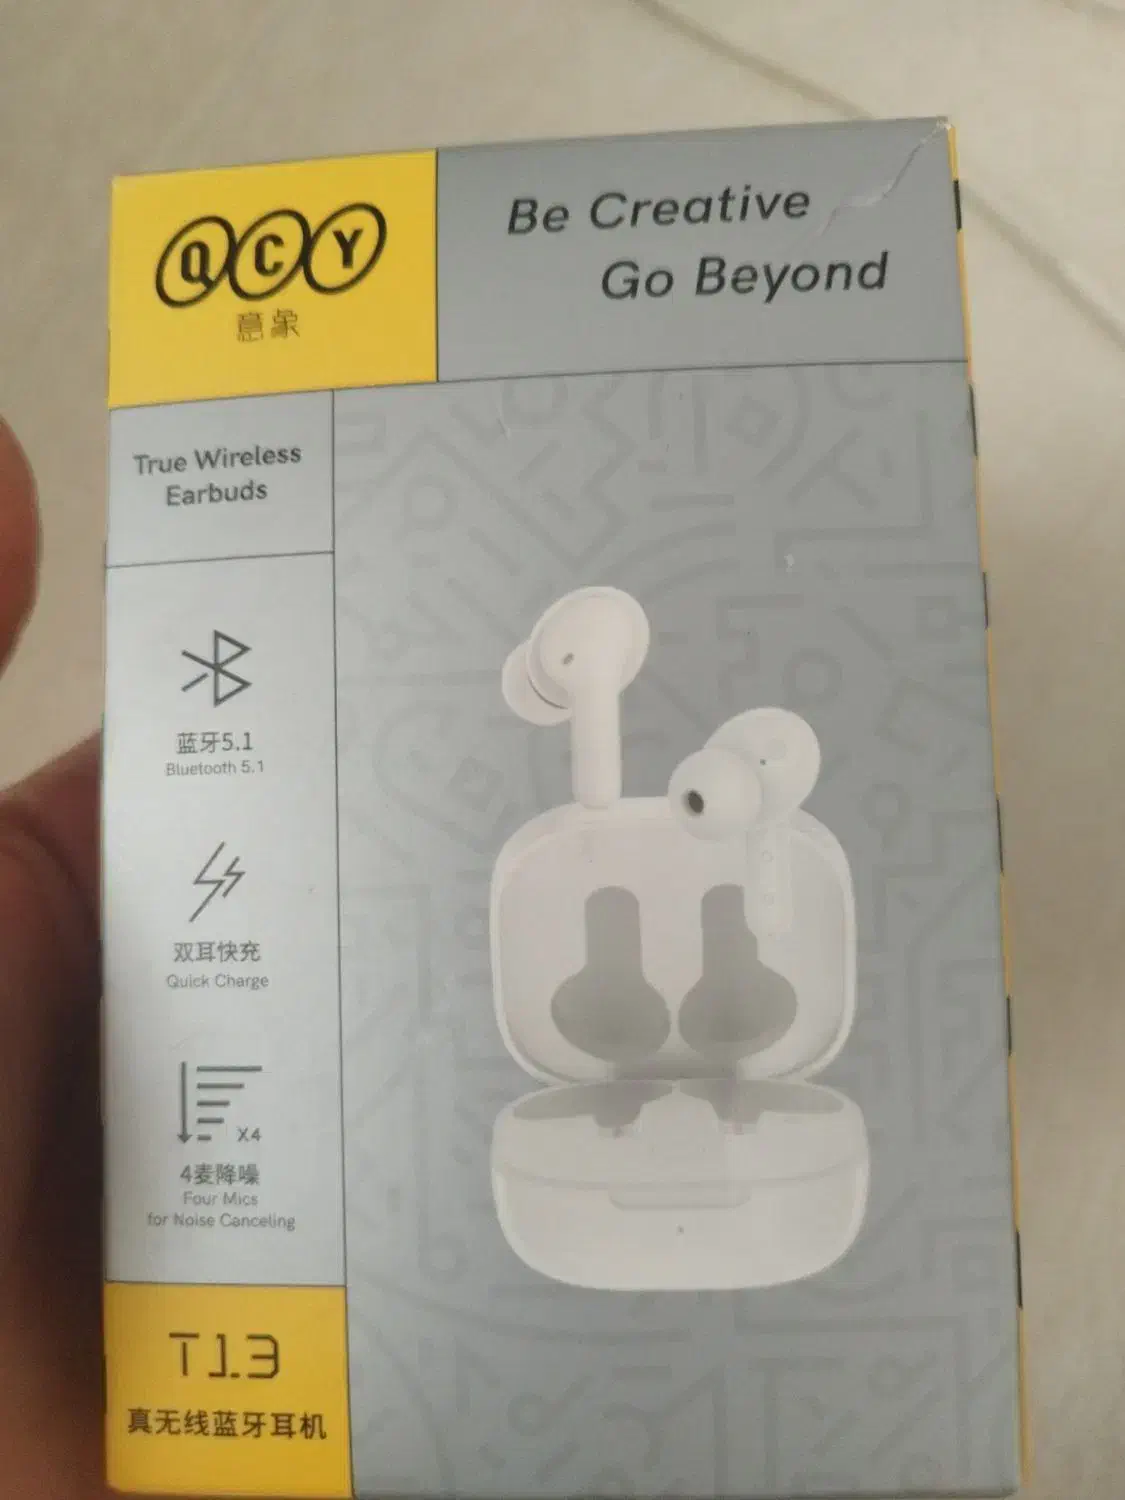 QCY
意象
Be Creative
Go Beyond
True Wireless
Earbuds
蓝牙5.1
Bluetooth 5.1
双耳快充
Quick Charge
X4
4麦降噪
Four Mics
for Noise Canceling
T13
真无线蓝牙耳机